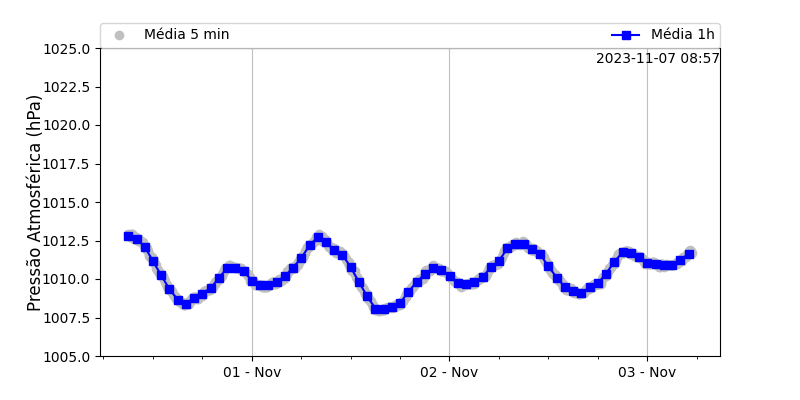 Média 5 min
Média 1h
2023-11-07 08:57
Pressão Atmosférica (hPa)
1025.0
1022.5
1020.0
1017.5
1015.0
1012.5
1010.0
1007.5
1005.0
01 - Nov
02 - Nov
03 - Nov